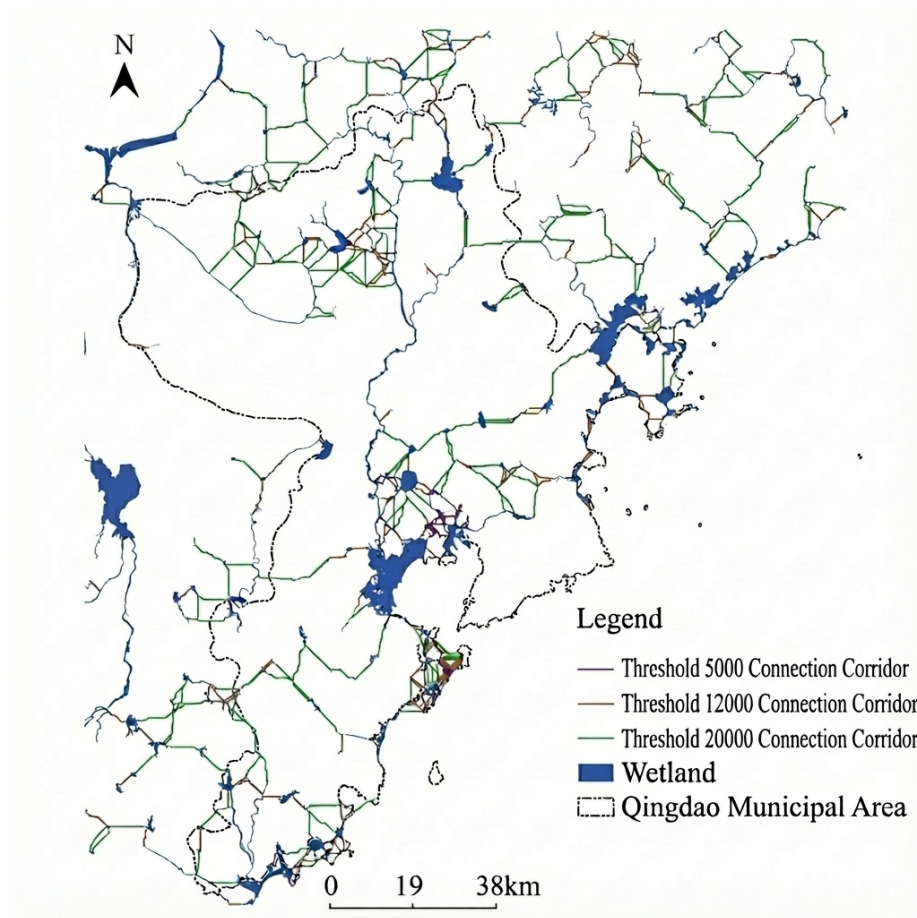 N
Legend
Threshold 5000 Connection Corridor
Threshold 12000 Connection Corridor
Threshold 20000 Connection Corridor
Wetland
Qingdao Municipal Area
0 19 38km